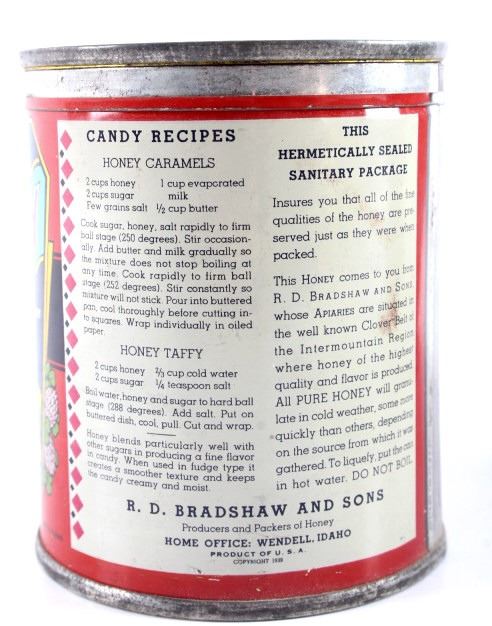 CANDY RECIPES
HONEY CARAMELS
2 cups honey 1 cup evaporated
2 cups sugar milk
Few grains salt 1/2 cup butter
Cook sugar, honey, salt rapidly to firm
ball stage (250 degrees). Stir occasion-
ally. Add butter and milk gradually so
the mixture does not stop boiling at
any time. Cook rapidly to firm ball
stage (252 degrees). Stir constantly so
mixture will not stick. Pour into buttered
pan, cool thoroughly before cutting in-
to squares. Wrap individually in oiled
paper.
HONEY TAFFY
2 cups honey 2/3 cup cold water
2 cups sugar 1/4 teaspoon salt
Boil water, honey and sugar to hard ball
stage (288 degrees). Add salt. Put on
buttered dish, cool, pull. Cut and wrap.
Honey blends particularly well with
other sugars in producing a fine flavor
in candy. When used in fudge type it
creates a smoother texture and keeps
the candy creamy and moist.
THIS
HERMETICALLY SEALED
SANITARY PACKAGE
Insures you that all of the fine
qualities of the honey are pre-
served just as they were when
packed.
This HONEY comes to you from
R. D. BRADSHAW AND SONS,
whose APIARIES are situated in
the well known Clover Belt of
the Intermountain Region
where honey of the highest
quality and flavor is produced.
All PURE HONEY will granu-
late in cold weather, some more
quickly than others, depending
on the source from which it was
gathered. To liquefy, put the can
in hot water. DO NOT BOIL.
R. D. BRADSHAW AND SONS
Producers and Packers of Honey
HOME OFFICE: WENDELL, IDAHO
PRODUCT OF U. S. A.
COPYRIGHT